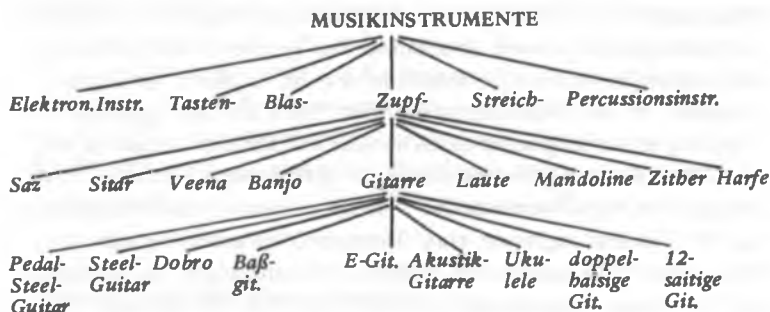 MUSIKINSTRUMENTE
Elektron.Instr. Tasten- Blas- Zupf- Streich- Percussionsinstr.
Saz Sitar Veena Banjo Gitarre Laute Mandoline Zither Harfe
Pedal- Steel- Dobro Baß- E-Git. Akustik- Uku- doppel- 12-
Steel- Guitar git. Gitarre lele halsige saitige
Guitar Git. Git.